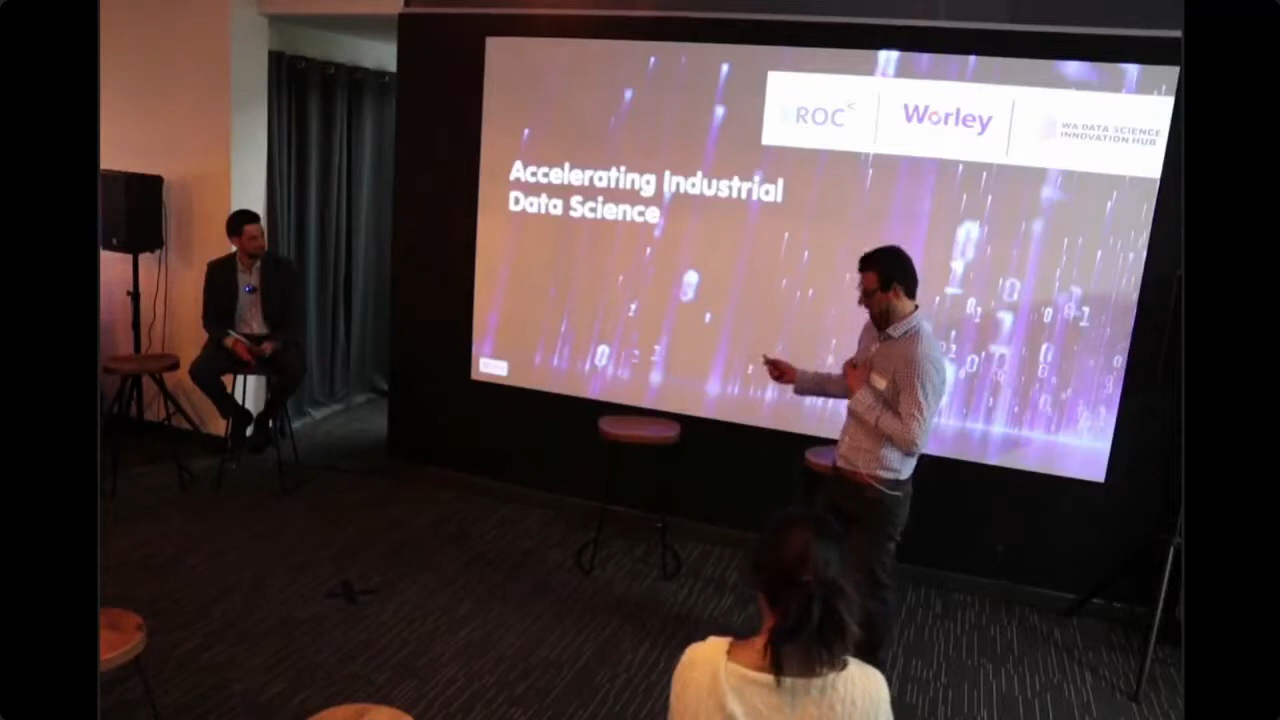 ROC
Worley
WA DATA SCIENCE
INNOVATION HUB
Accelerating Industrial
Data Science